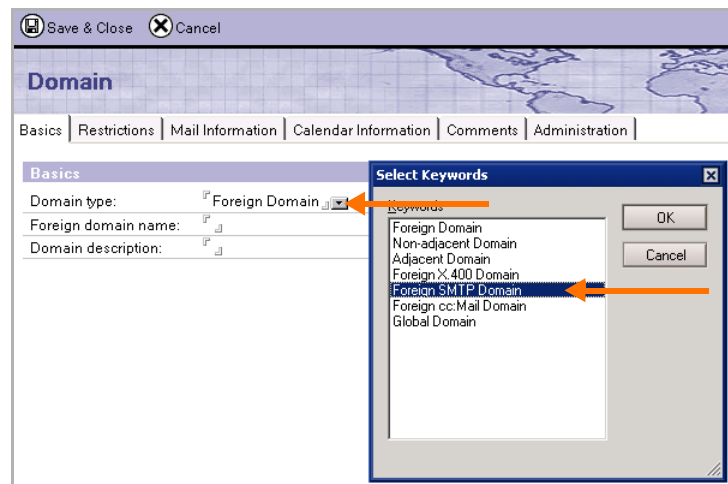 Save & Close Cancel
Domain
Basics Restrictions Mail Information Calendar Information Comments Administration
Basics
Domain type: Foreign Domain
Foreign domain name:
Domain description:
Select Keywords
Keywords
Foreign Domain
Non-adjacent Domain
Adjacent Domain
Foreign X.400 Domain
Foreign SMTP Domain
Foreign cc:Mail Domain
Global Domain
OK
Cancel